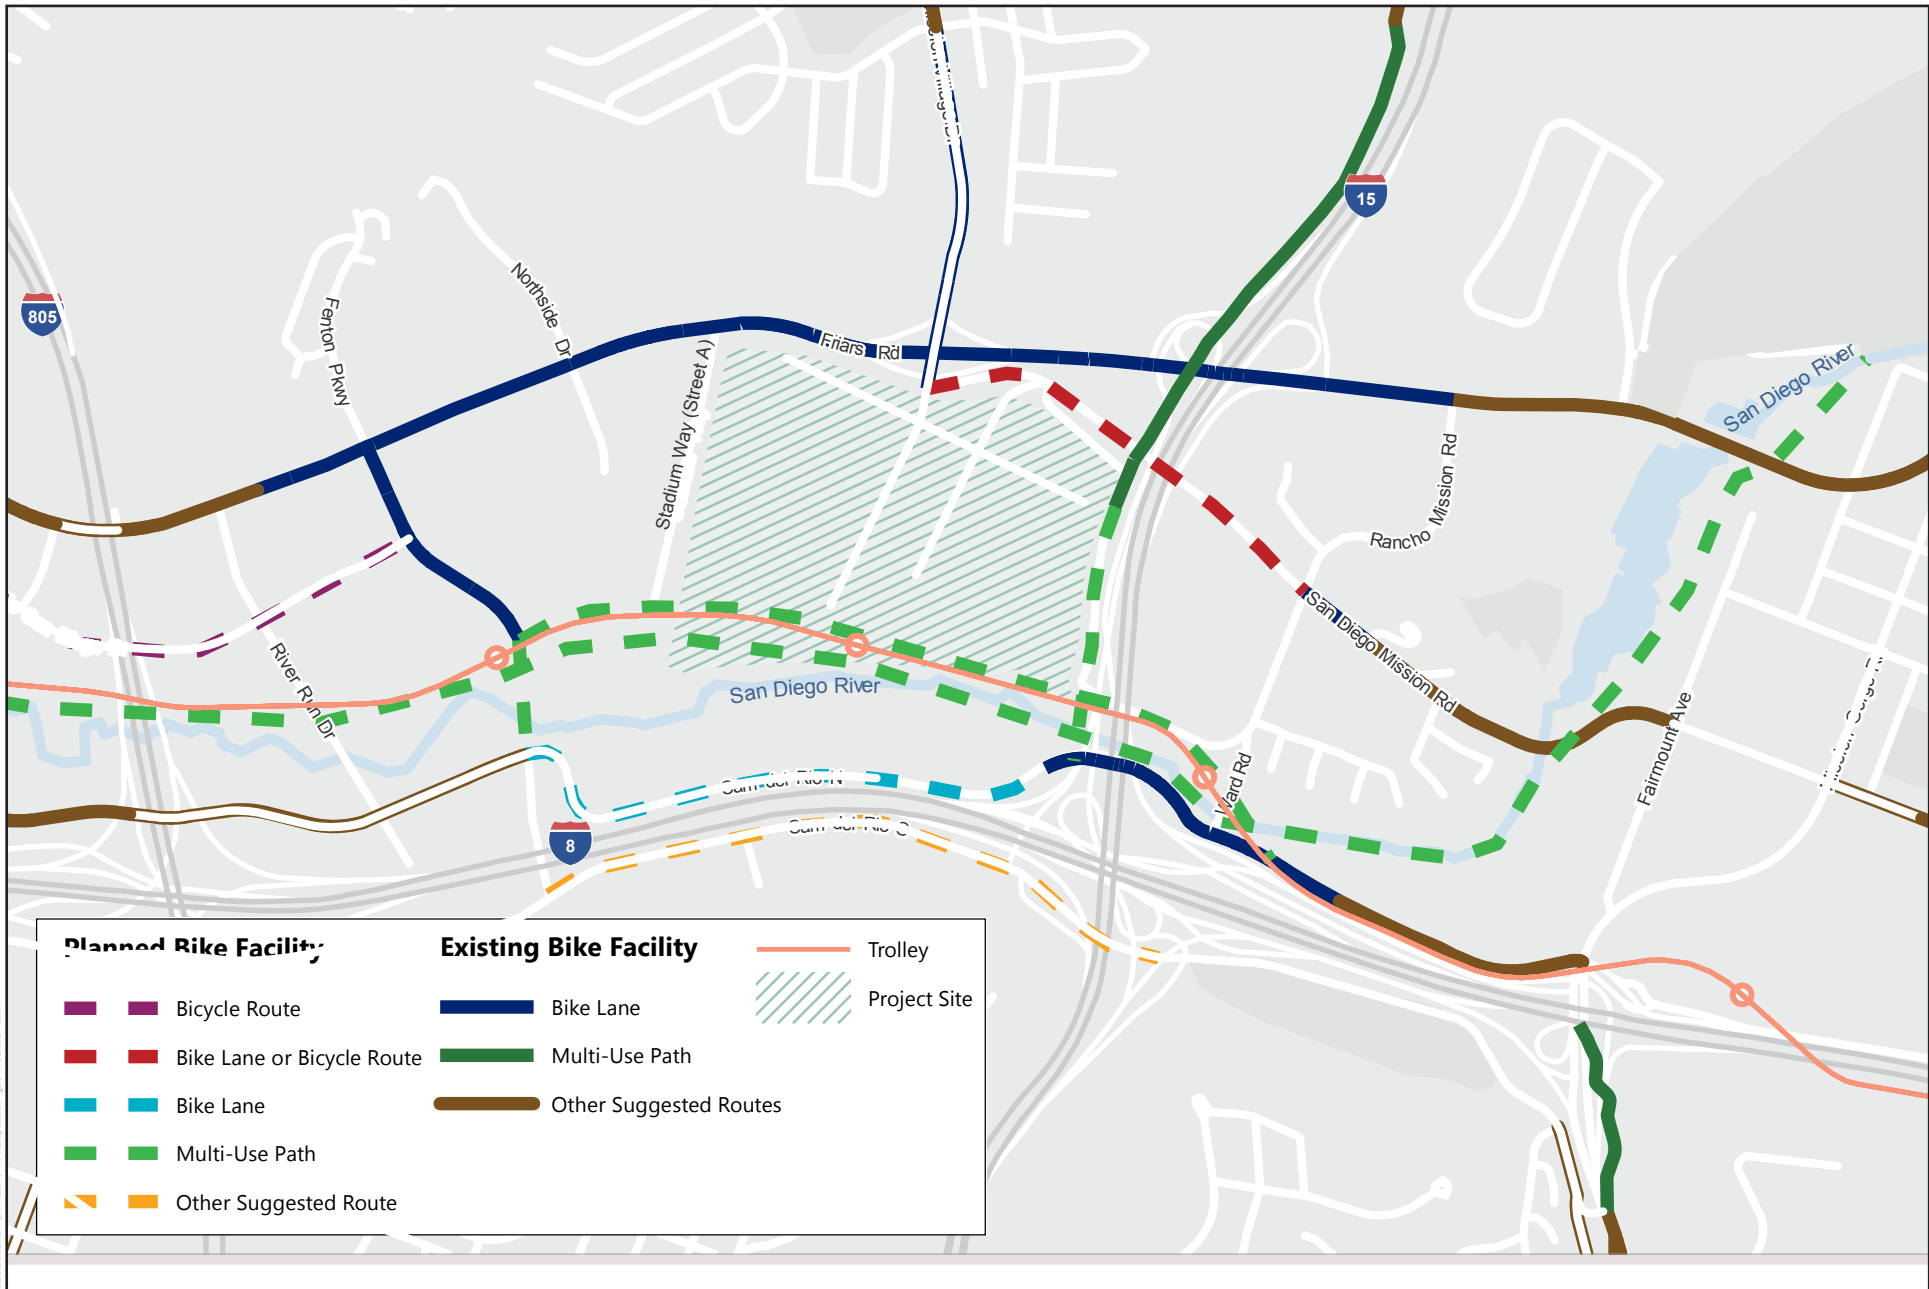 15
805
Northside Dr
Fenton Pkwy
Friars Rd
Stadium Way (Street A)
San Diego River
Rancho Mission Rd
San Diego Mission Rd
River Run Dr
San Diego River
Fairmount Ave
Ward Rd
8
Planned Bike Facility
Bicycle Route
Bike Lane or Bicycle Route
Bike Lane
Multi-Use Path
Other Suggested Route
Existing Bike Facility
Bike Lane
Multi-Use Path
Other Suggested Routes
Trolley
Project Site